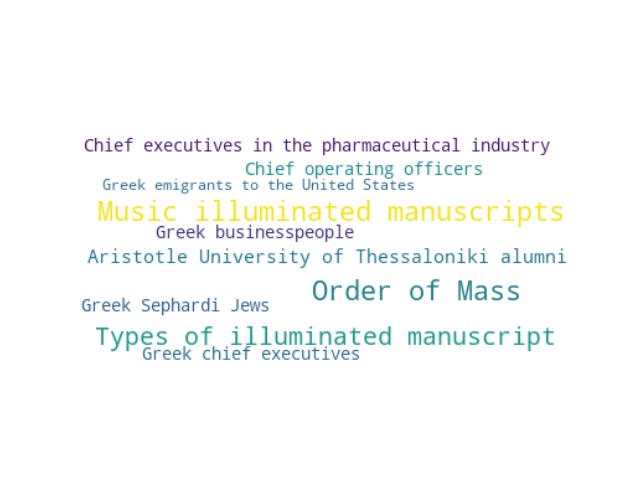 Chief executives in the pharmaceutical industry
Chief operating officers
Greek emigrants to the United States
Music illuminated manuscripts
Greek businesspeople
Aristotle University of Thessaloniki alumni
Order of Mass
Greek Sephardi Jews
Types of illuminated manuscript
Greek chief executives